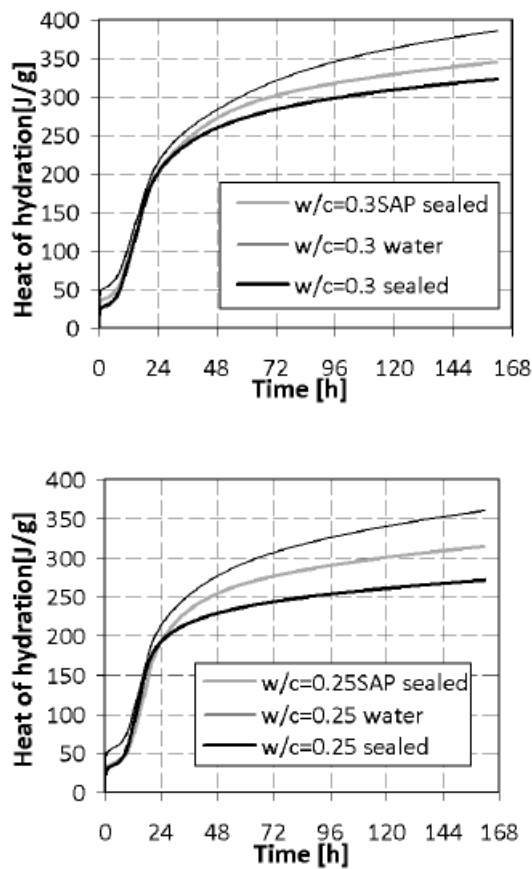 400
350
300
250
200
150
100
50
0
Heat of hydration[J/g]
w/c=0.3SAP sealed
w/c=0.3 water
w/c=0.3 sealed
0 24 48 72 96 120 144 168
Time [h]
400
350
300
250
200
150
100
50
0
Heat of hydration[J/g]
w/c=0.25SAP sealed
w/c=0.25 water
w/c=0.25 sealed
0 24 48 72 96 120 144 168
Time [h]